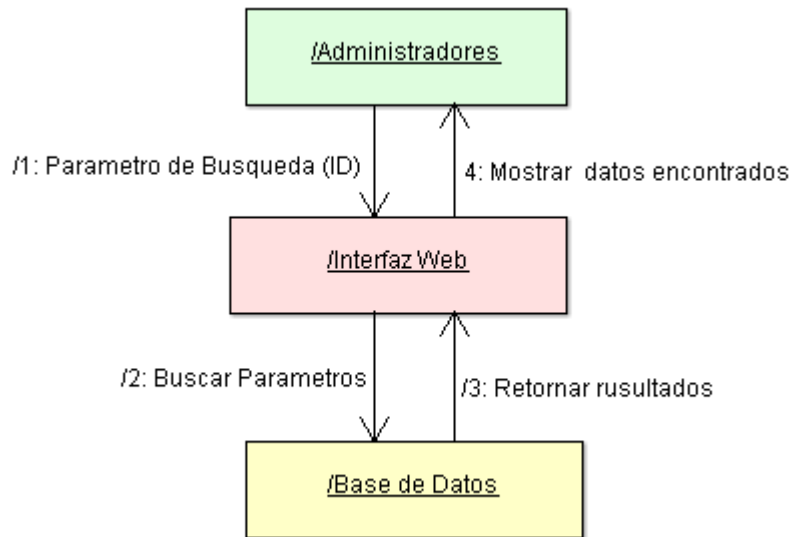 /Administradores
/1: Parametro de Busqueda (ID)
4: Mostrar datos encontrados
/Interfaz Web
/2: Buscar Parametros
/3: Retornar rusultados
/Base de Datos